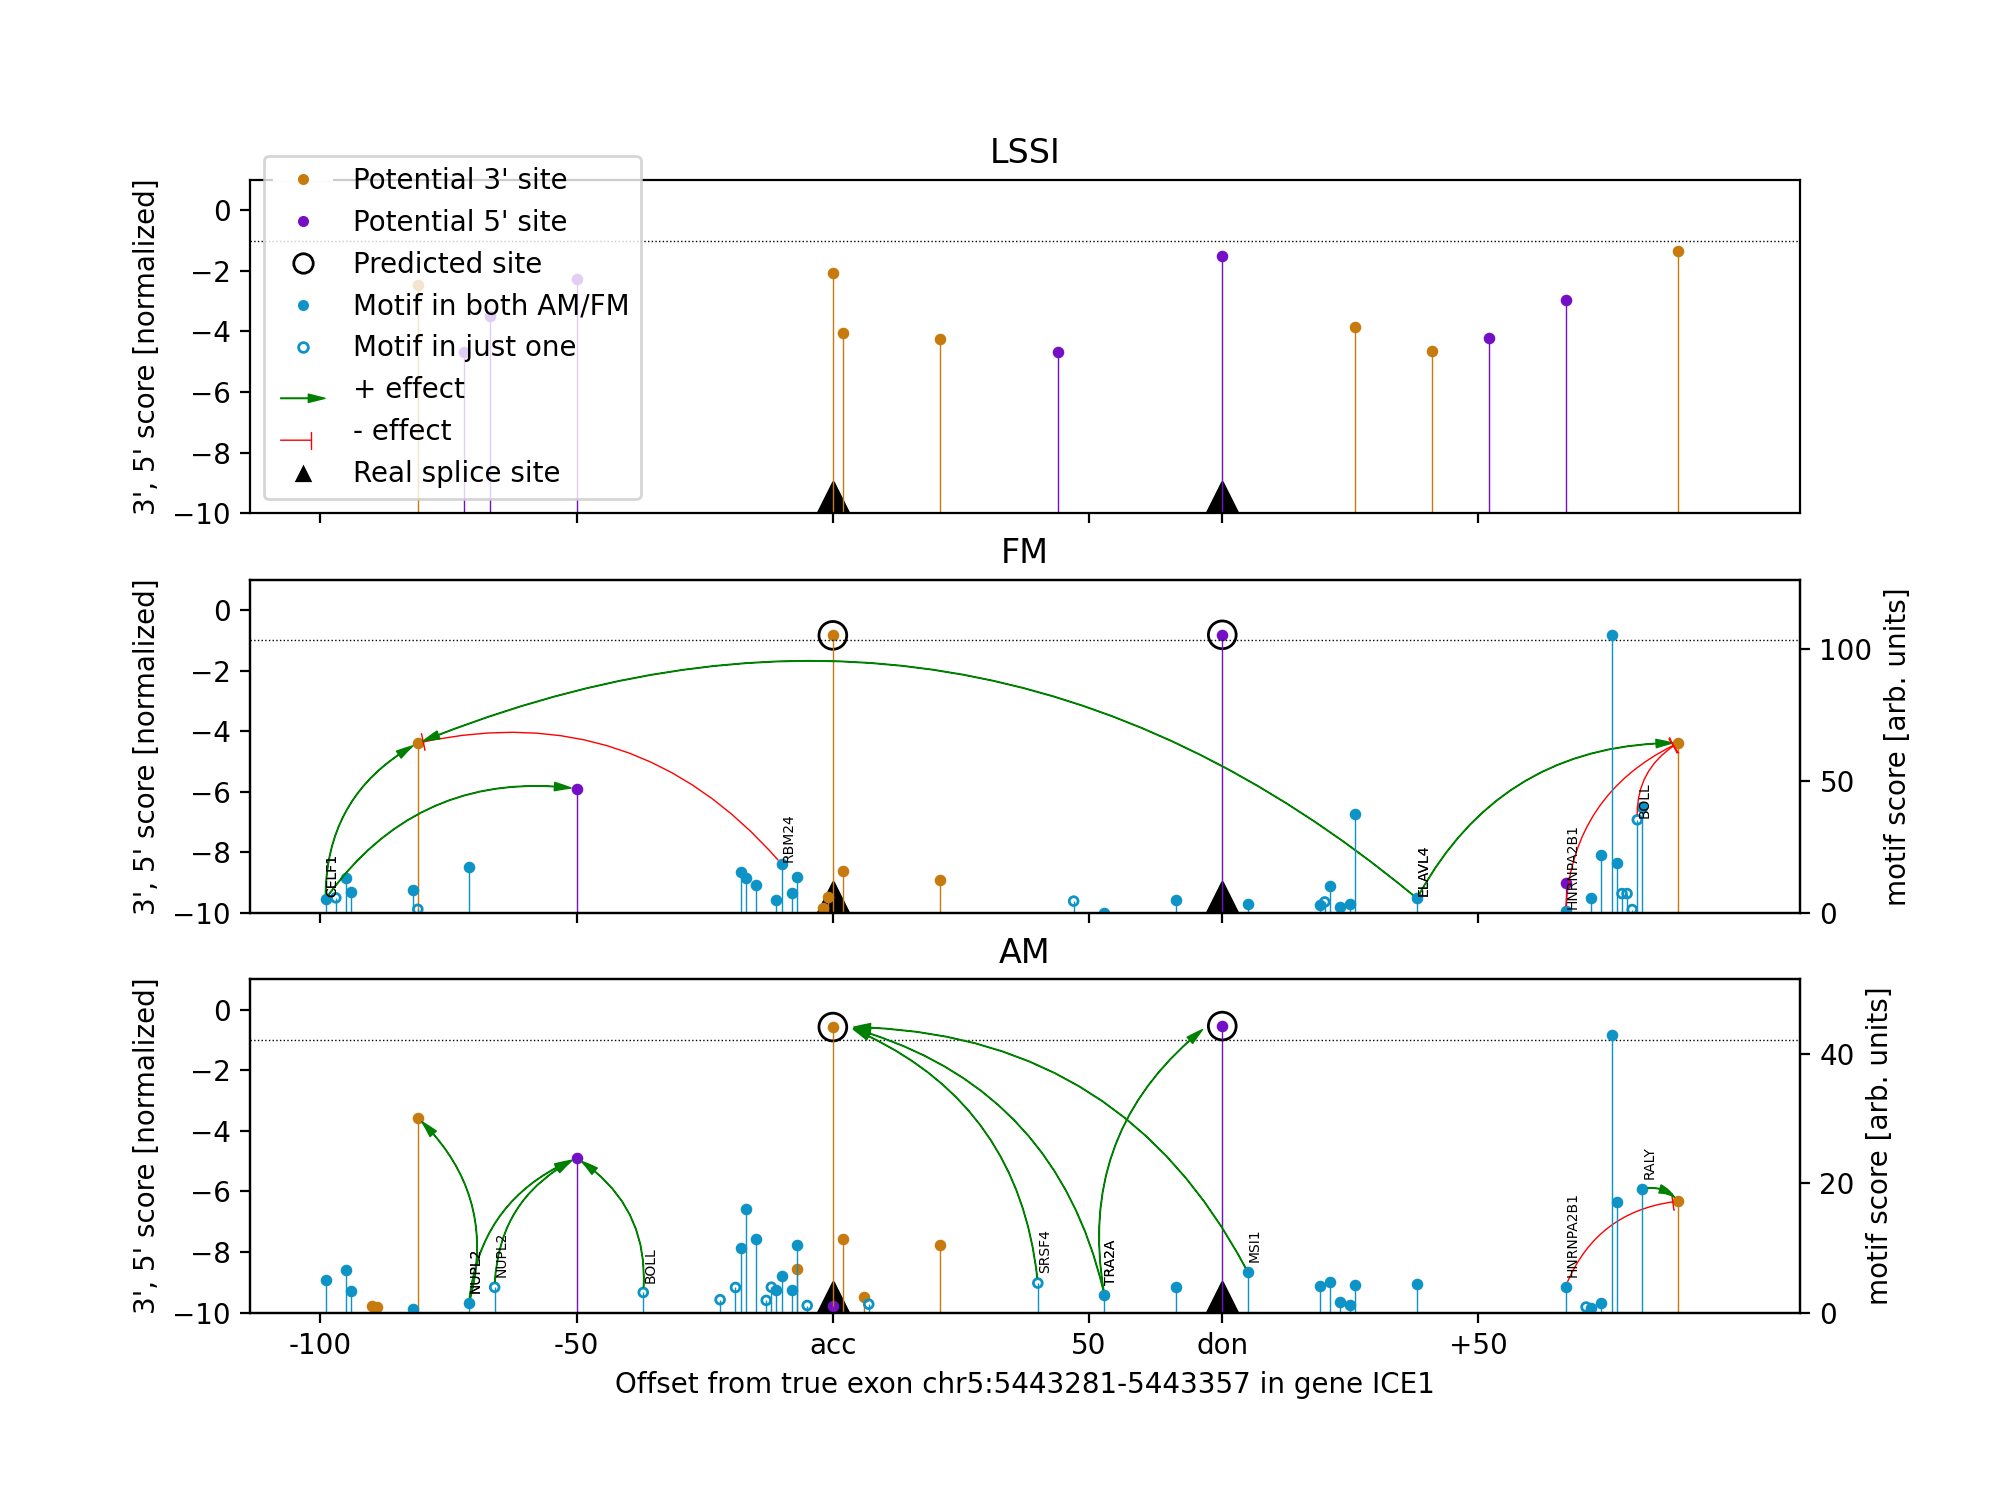 LSSI
3', 5' score [normalized]
0
−2
−4
−6
−8
−10
Potential 3' site
Potential 5' site
Predicted site
Motif in both AM/FM
Motif in just one
+ effect
- effect
Real splice site
FM
3', 5' score [normalized]
0
−2
−4
−6
−8
−10
CELF1
RBM24
ELAVL4
HNRNPA2B1
BOLL
100
50
0
motif score [arb. units]
AM
3', 5' score [normalized]
0
−2
−4
−6
−8
−10
NUPL2
NUPL2
BOLL
SRSF4
TRA2A
MSI1
HNRNPA2B1
RALY
40
20
0
motif score [arb. units]
-100
-50
acc
50
don
+50
Offset from true exon chr5:5443281-5443357 in gene ICE1